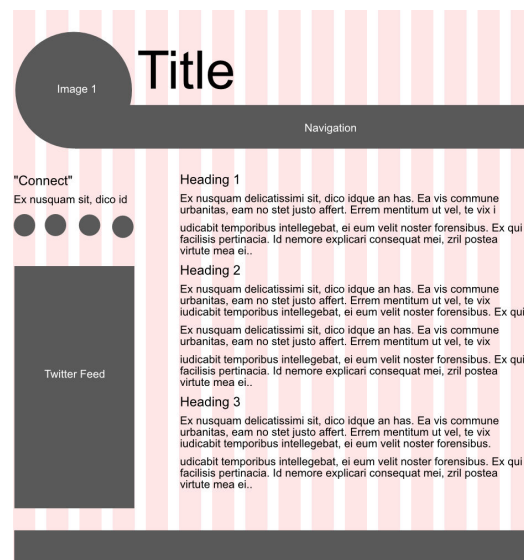 Title
Image 1
Navigation
"Connect"
Ex nusquam sit, dico id
Twitter Feed
Heading 1
Ex nusquam delicatissimi sit, dico idque an has. Ea vis commune
urbanitas, eam no stet justo affert. Errem mentitum ut vel, te vix i
udicabit temporibus intellegebat, ei eum velit noster forensibus. Ex qui
facilisis pertinacia. Id nemore explicari consequat mei, zril postea
virtute mea ei..
Heading 2
Ex nusquam delicatissimi sit, dico idque an has. Ea vis commune
urbanitas, eam no stet justo affert. Errem mentitum ut vel, te vix
iudicabit temporibus intellegebat, ei eum velit noster forensibus. Ex qui
Ex nusquam delicatissimi sit, dico idque an has. Ea vis commune
urbanitas, eam no stet justo affert. Errem mentitum ut vel, te vix
iudicabit temporibus intellegebat, ei eum velit noster forensibus. Ex qui
facilisis pertinacia. Id nemore explicari consequat mei, zril postea
virtute mea ei..
Heading 3
Ex nusquam delicatissimi sit, dico idque an has. Ea vis commune
urbanitas, eam no stet justo affert. Errem mentitum ut vel, te vix
iudicabit temporibus intellegebat, ei eum velit noster forensibus.
udicabit temporibus intellegebat, ei eum velit noster forensibus. Ex qui
facilisis pertinacia. Id nemore explicari consequat mei, zril postea
virtute mea ei..